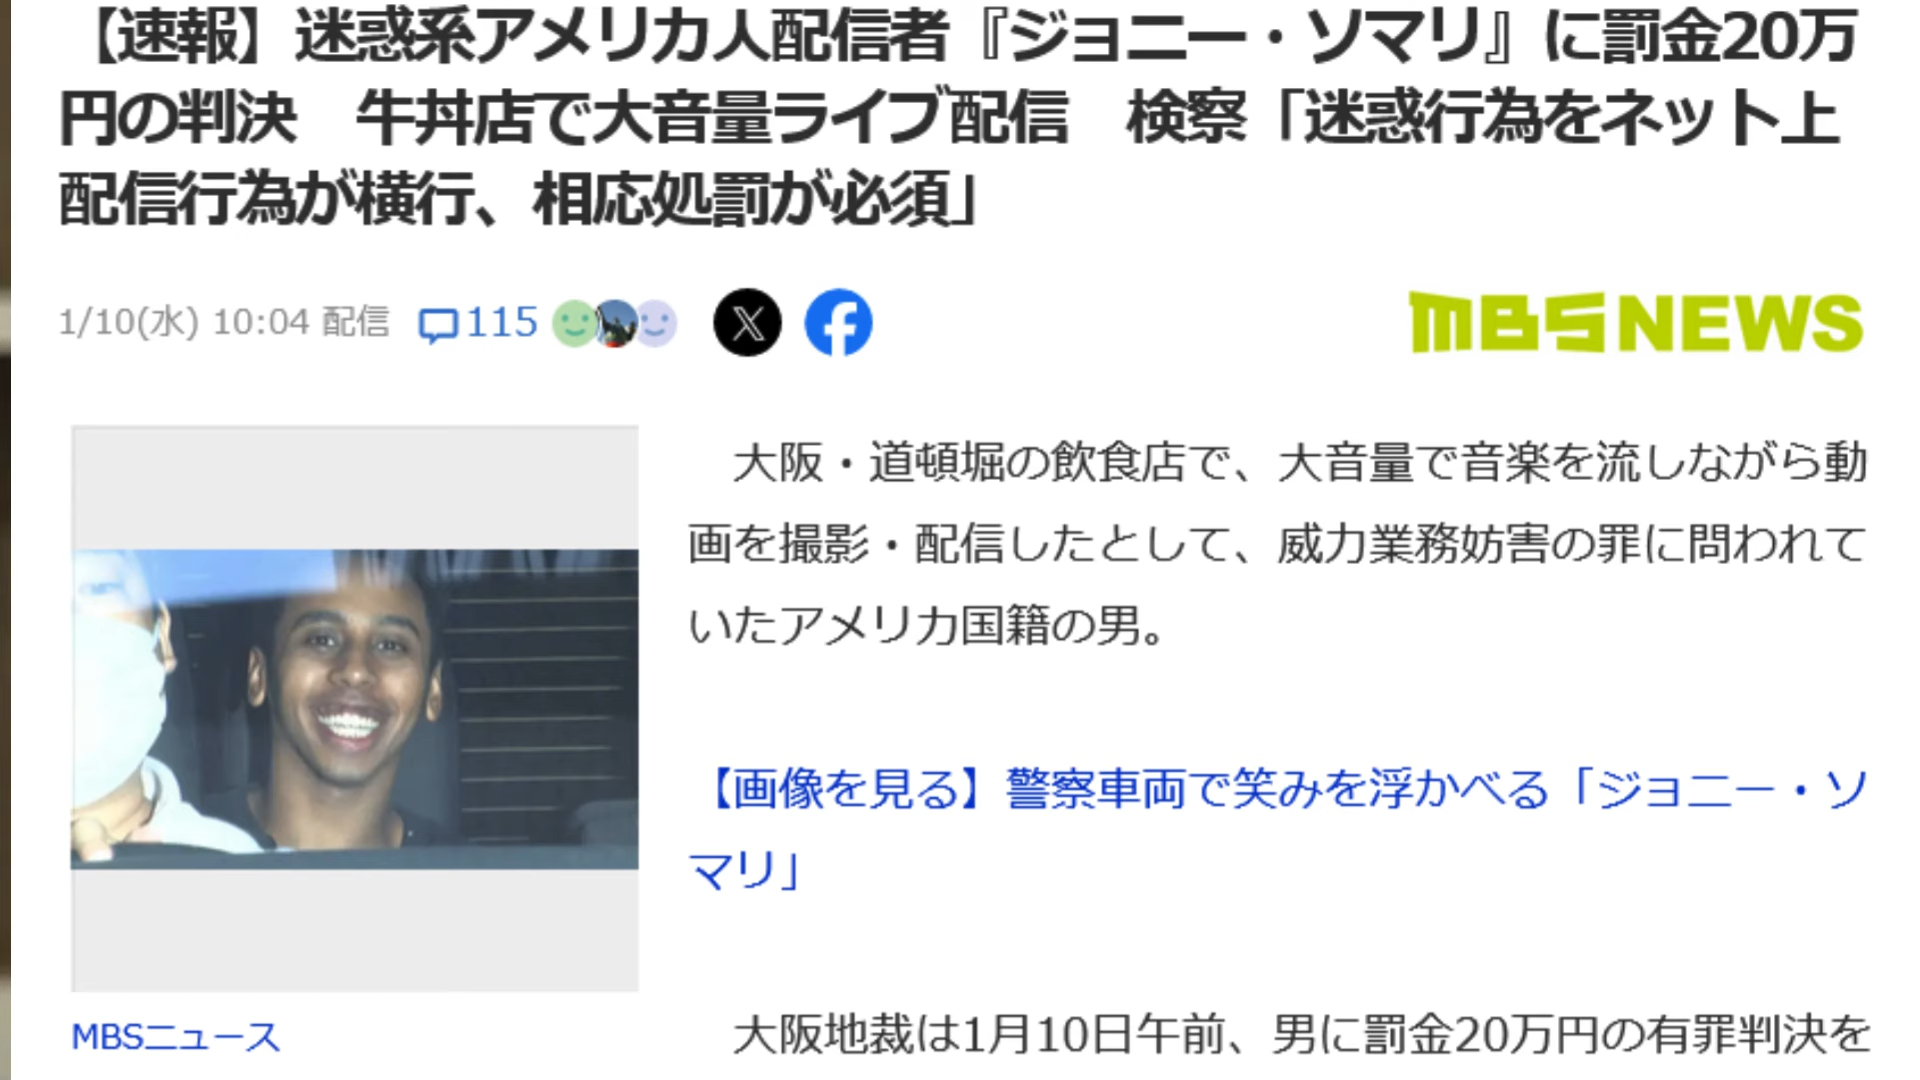 【速報】迷惑系アメリカ人配信者『ジョニー・ソマリ』に罰金20万
円の判決　牛丼店で大音量ライブ配信　検察「迷惑行為をネット上
配信行為が横行、相応処罰が必須」
1/10(水) 10:04 配信
115
MBS NEWS
大阪・道頓堀の飲食店で、大音量で音楽を流しながら動
画を撮影・配信したとして、威力業務妨害の罪に問われて
いたアメリカ国籍の男。
【画像を見る】警察車両で笑みを浮かべる「ジョニー・ソ
マリ」
MBSニュース
大阪地裁は1月10日午前、男に罰金20万円の有罪判決を